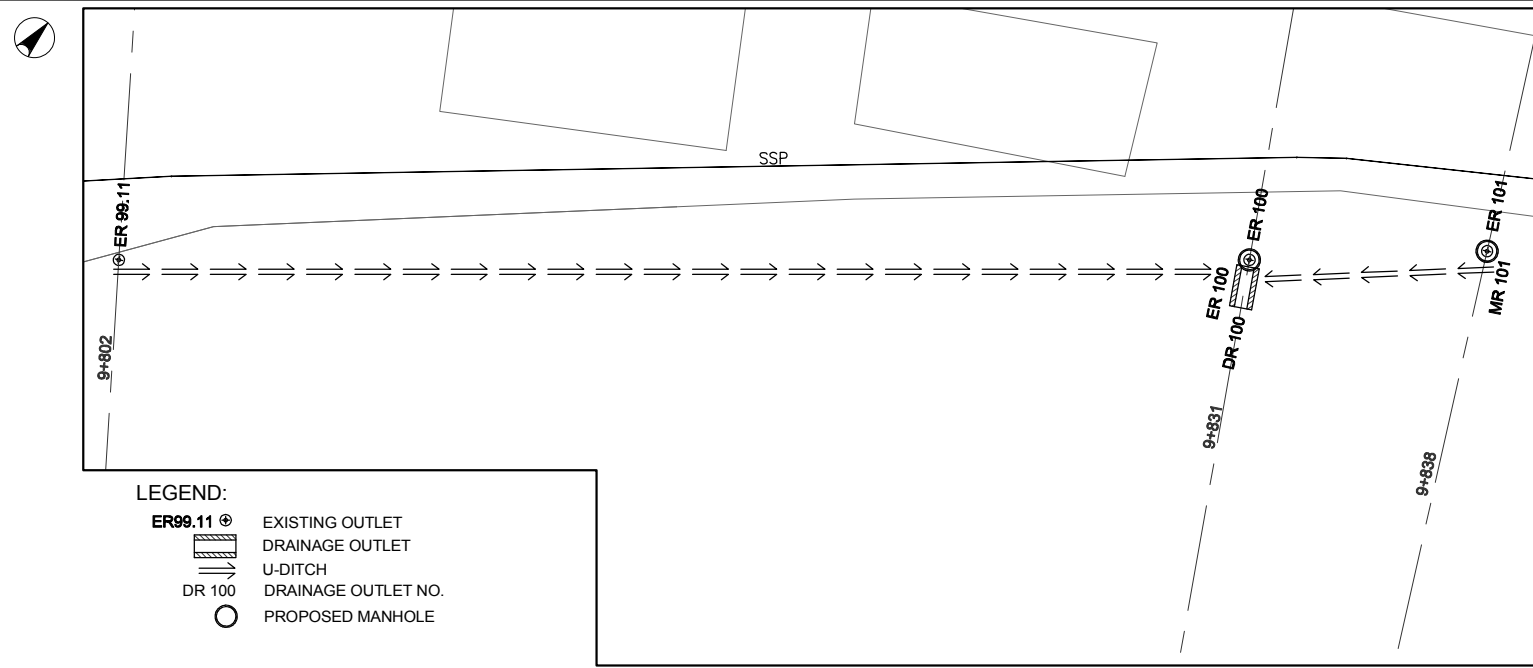 SSP
ER 99.11
ER 100
ER 101
ER 100
MR 101
DR 100
9+802
9+831
9+838
LEGEND:
ER99.11 EXISTING OUTLET
DRAINAGE OUTLET
U-DITCH
DR 100 DRAINAGE OUTLET NO.
PROPOSED MANHOLE